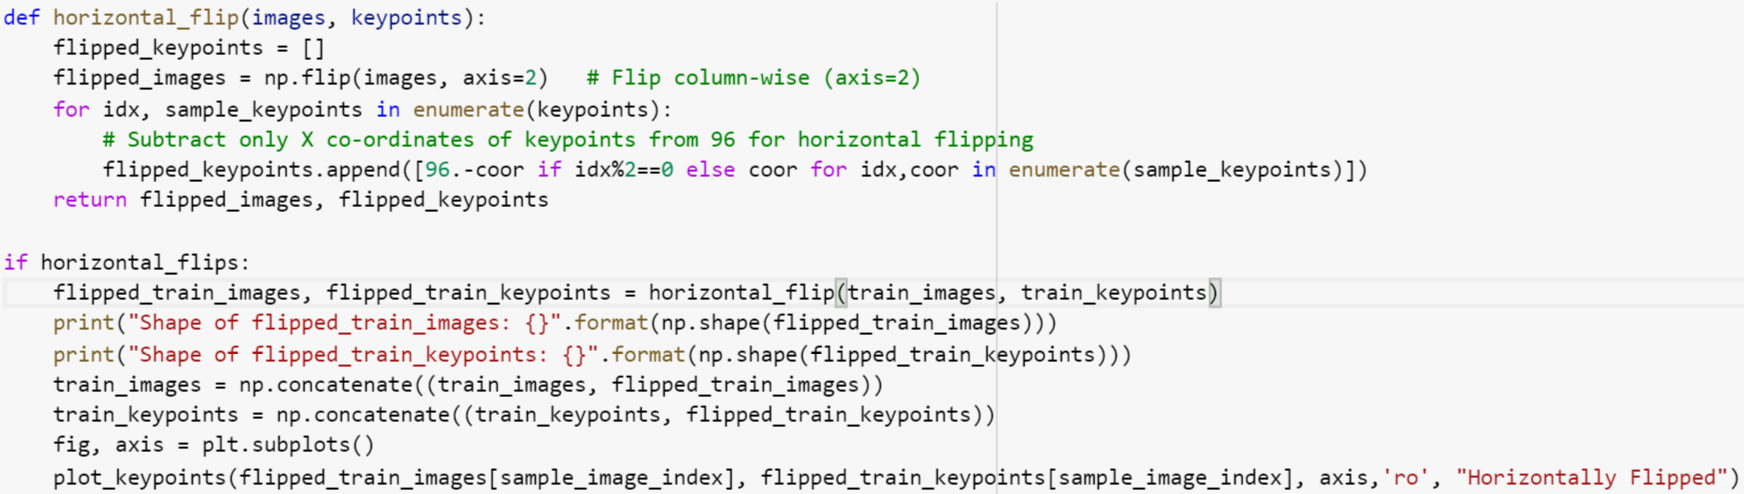 def horizontal_flip(images, keypoints):
    flipped_keypoints = []
    flipped_images = np.flip(images, axis=2)   # Flip column-wise (axis=2)
    for idx, sample_keypoints in enumerate(keypoints):
        # Subtract only X co-ordinates of keypoints from 96 for horizontal flipping
        flipped_keypoints.append([96.-coor if idx%2==0 else coor for idx,coor in enumerate(sample_keypoints)])
    return flipped_images, flipped_keypoints

if horizontal_flips:
    flipped_train_images, flipped_train_keypoints = horizontal_flip(train_images, train_keypoints)
    print("Shape of flipped_train_images: {}".format(np.shape(flipped_train_images)))
    print("Shape of flipped_train_keypoints: {}".format(np.shape(flipped_train_keypoints)))
    train_images = np.concatenate((train_images, flipped_train_images))
    train_keypoints = np.concatenate((train_keypoints, flipped_train_keypoints))
    fig, axis = plt.subplots()
    plot_keypoints(flipped_train_images[sample_image_index], flipped_train_keypoints[sample_image_index], axis,'ro', "Horizontally Flipped")